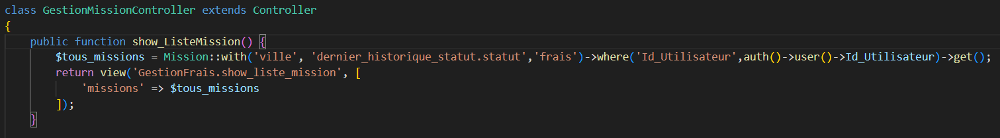 class GestionMissionController extends Controller
{
    public function show_ListeMission() {
        $tous_missions = Mission::with('ville', 'dernier_historique_statut.statut','frais')->where('Id_Utilisateur',auth()->user()->Id_Utilisateur)->get();
        return view('GestionFrais.show_liste_mission', [
            'missions' => $tous_missions
        ]);
    }